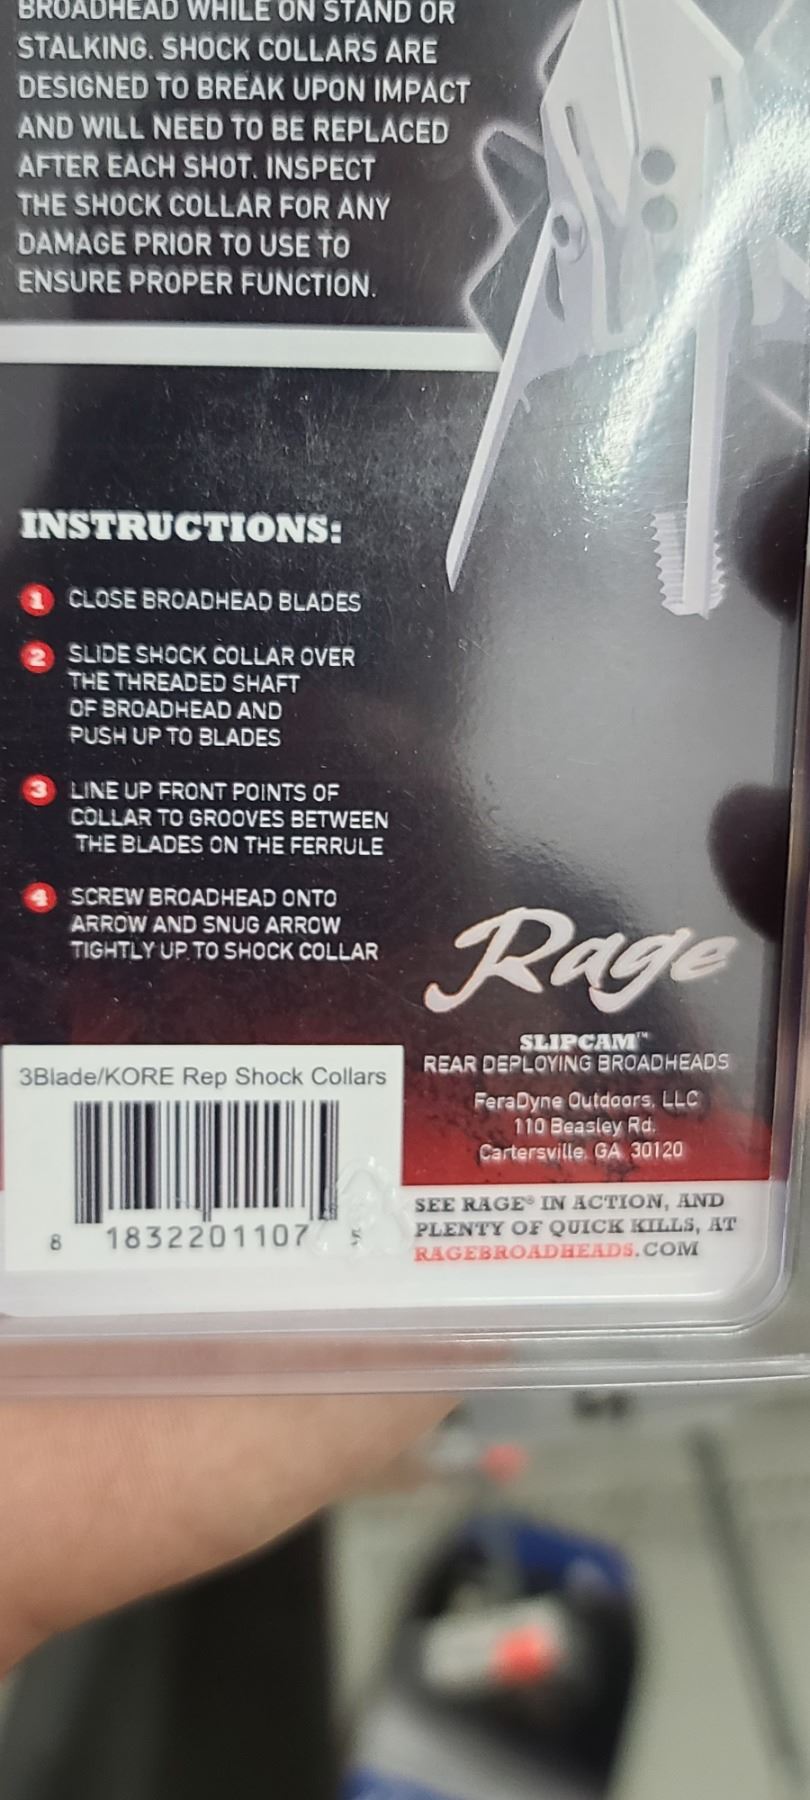 BROADHEAD WHILE ON STAND OR
STALKING. SHOCK COLLARS ARE
DESIGNED TO BREAK UPON IMPACT
AND WILL NEED TO BE REPLACED
AFTER EACH SHOT. INSPECT
THE SHOCK COLLAR FOR ANY
DAMAGE PRIOR TO USE TO
ENSURE PROPER FUNCTION.
INSTRUCTIONS:
1 CLOSE BROADHEAD BLADES
2 SLIDE SHOCK COLLAR OVER
THE THREADED SHAFT
OF BROADHEAD AND
PUSH UP TO BLADES
3 LINE UP FRONT POINTS OF
COLLAR TO GROOVES BETWEEN
THE BLADES ON THE FERRULE
4 SCREW BROADHEAD ONTO
ARROW AND SNUG ARROW
TIGHTLY UP TO SHOCK COLLAR
Rage
SLIPCAM™
REAR DEPLOYING BROADHEADS
FeraDyne Outdoors, LLC
110 Beasley Rd.
Cartersville, GA 30120
3Blade/KORE Rep Shock Collars
8 1832201107 5
SEE RAGE® IN ACTION, AND
PLENTY OF QUICK KILLS, AT
RAGEBROADHEADS.COM